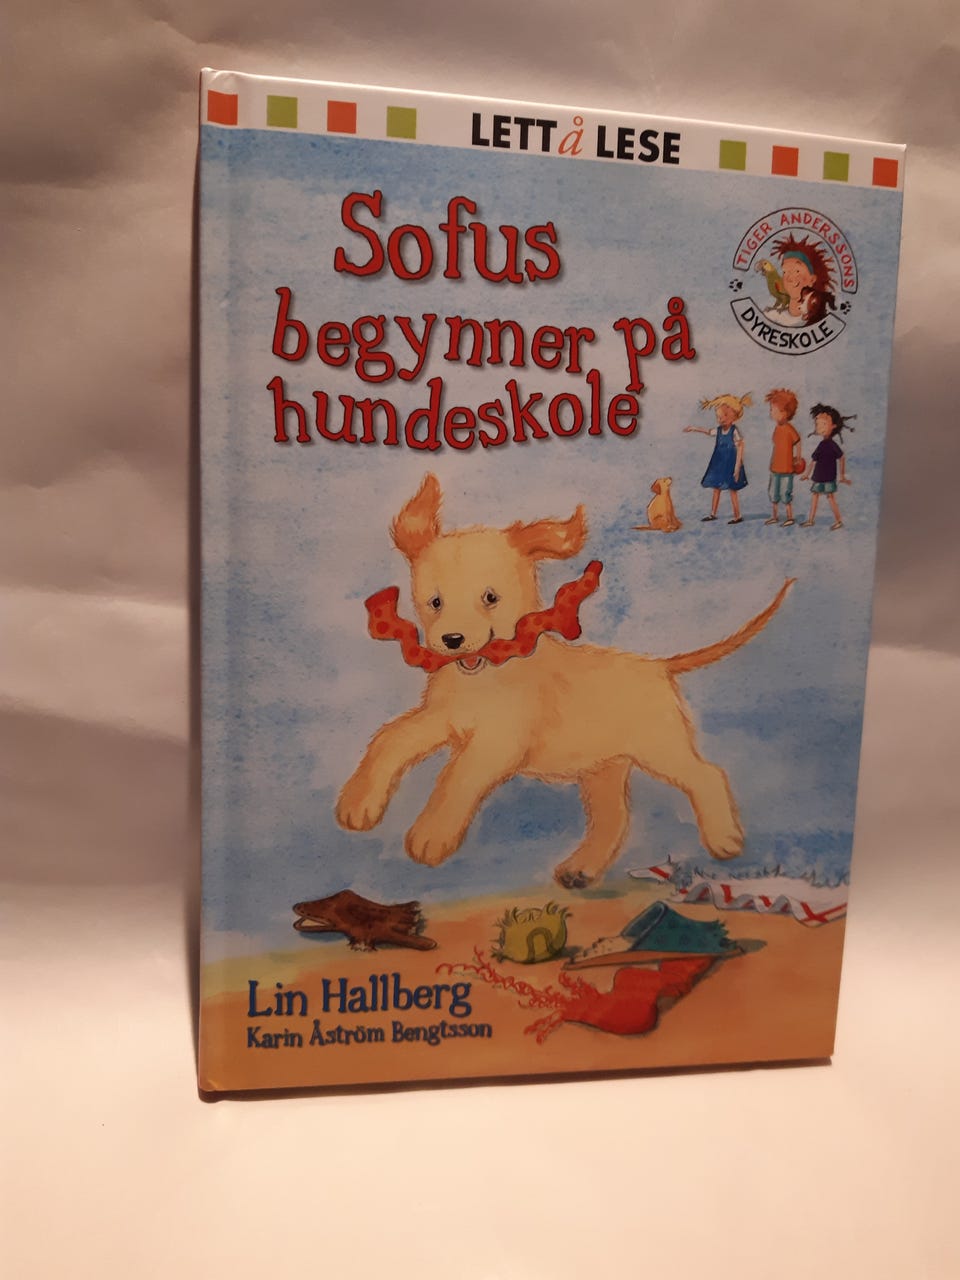 LETT å LESE
Sofus
begynner på
hundeskole
TIGER ANDERSSONS
DYRESKOLE
Lin Hallberg
Karin Åström Bengtsson